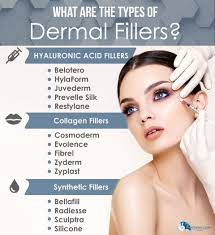 WHAT ARE THE TYPES OF
Dermal Fillers?
HYALURONIC ACID FILLERS
Belotero
HylaForm
Juvederm
Prevelle Silk
Restylane
Collagen Fillers
Cosmoderm
Evolence
Fibrel
Zyderm
Zyplast
Synthetic Fillers
Bellafill
Radiesse
Sculptra
Silicone